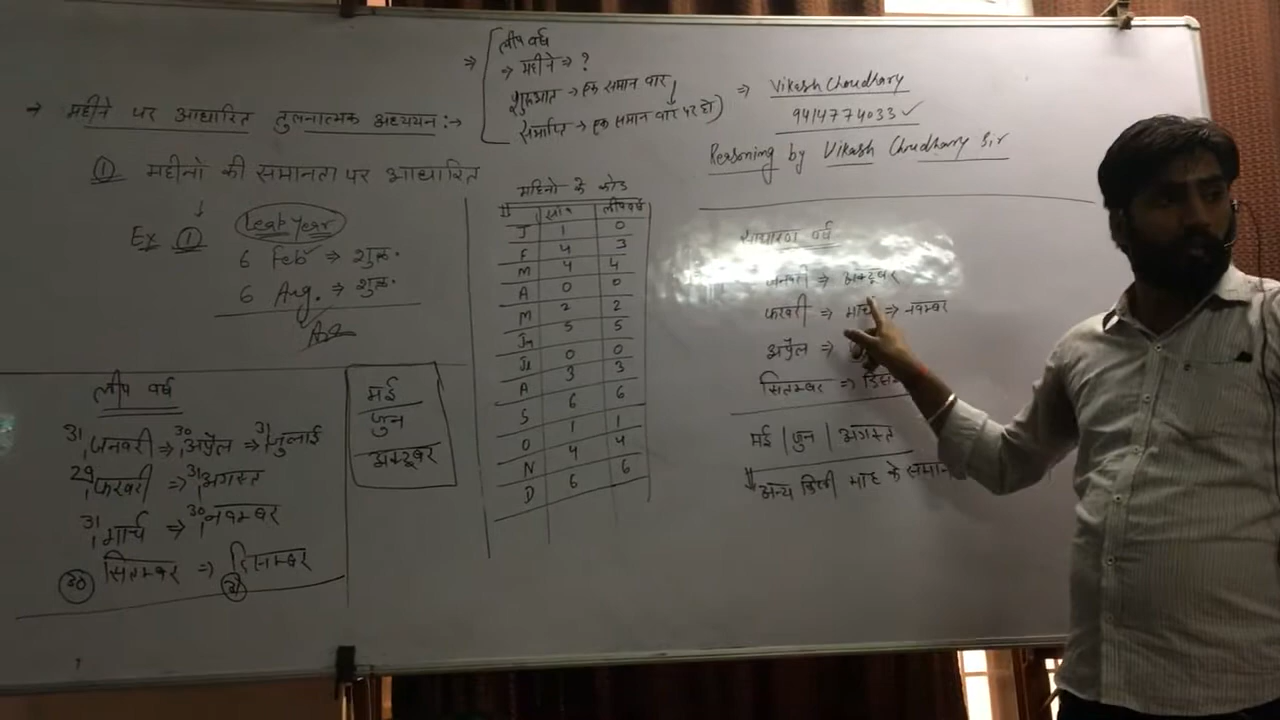 ⇒ लीप वर्ष
⇒ महीने ⇒ ?
शुरुआत → एक समान वार
समाप्ति → एक समान वार पर हो)
→ महीने पर आधारित तुलनात्मक अध्ययन:→
① महीनों की समानता पर आधारित
↓
Ex ① Leap Year
6 Feb ⇒ शुक्र.
6 Aug. ⇒ शुक्र.
⇒ Vikash Choudhary
9414774033 ✓
Reasoning by Vikash Choudhary Sir
महिनों के कोड
लीपवर्ष
J 1 0
F 4 3
M 4 4
A 0 0
M 2 2
Ju 5 5
Jl 0 0
A 3 3
S 6 6
O 1 1
N 4 4
D 6 6
साधारण वर्ष
जनवरी ⇒ अक्टूबर
फरवरी ⇒ मार्च ⇒ नवम्बर
अप्रैल ⇒
सितम्बर ⇒
मई | जुन | अगस्त
अन्य किसी माह के समान
लीप वर्ष
31 जनवरी ⇒ 30 अप्रैल ⇒ 31 जुलाई
29 फरवरी ⇒ 31 अगस्त
31 मार्च ⇒ 30 नवम्बर
30 सितम्बर ⇒ दिसम्बर 31
मई
जुन
अक्टूबर